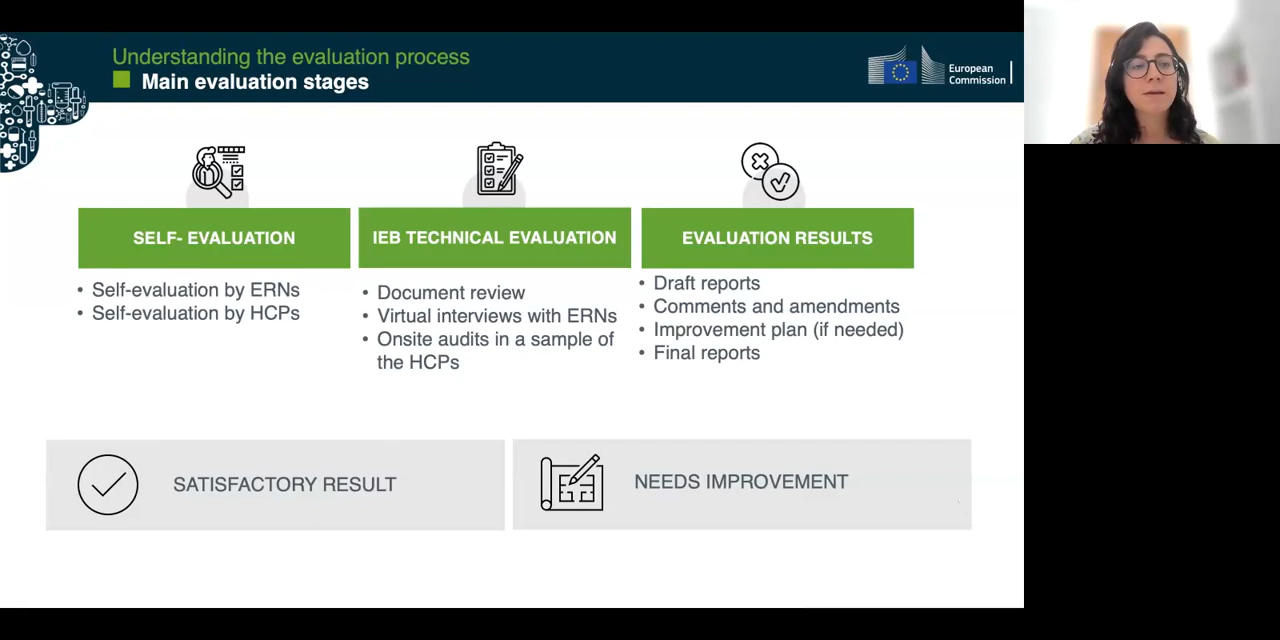 Understanding the evaluation process
Main evaluation stages
European
Commission
SELF- EVALUATION
• Self-evaluation by ERNs
• Self-evaluation by HCPs
IEB TECHNICAL EVALUATION
• Document review
• Virtual interviews with ERNs
• Onsite audits in a sample of
the HCPs
EVALUATION RESULTS
• Draft reports
• Comments and amendments
• Improvement plan (if needed)
• Final reports
SATISFACTORY RESULT
NEEDS IMPROVEMENT